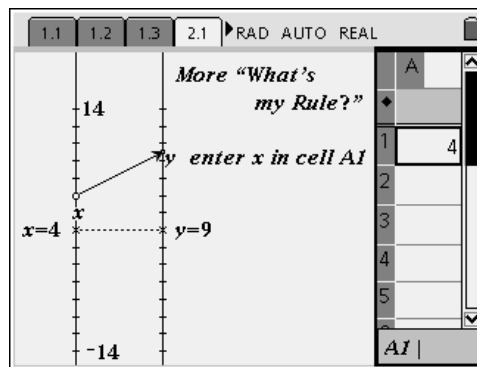 1.1 1.2 1.3 2.1 RAD AUTO REAL
More “What's
my Rule?”
A
14
y enter x in cell A1
1 4
x
2
x=4 y=9
3
4
5
-14
A1